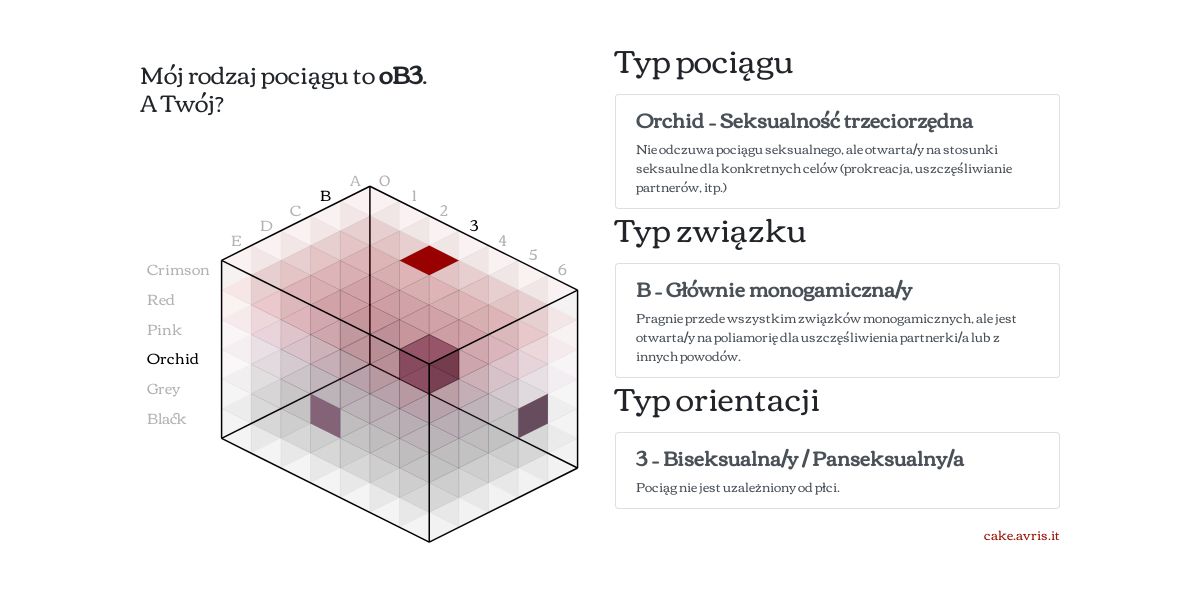 Mój rodzaj pociągu to oB3.
A Twój?
A O
B 1
C 2
D 3
E 4
5
6
Crimson
Red
Pink
Orchid
Grey
Black
Typ pociągu
Orchid – Seksualność trzeciorzędna
Nie odczuwa pociągu seksualnego, ale otwarta/y na stosunki
seksaulne dla konkretnych celów (prokreacja, uszczęśliwianie
partnerów, itp.)
Typ związku
B – Głównie monogamiczna/y
Pragnie przede wszystkim związków monogamicznych, ale jest
otwarta/y na poliamorię dla uszczęśliwienia partnerki/a lub z
innych powodów.
Typ orientacji
3 – Biseksualna/y / Panseksualny/a
Pociąg nie jest uzależniony od płci.
cake.avris.it